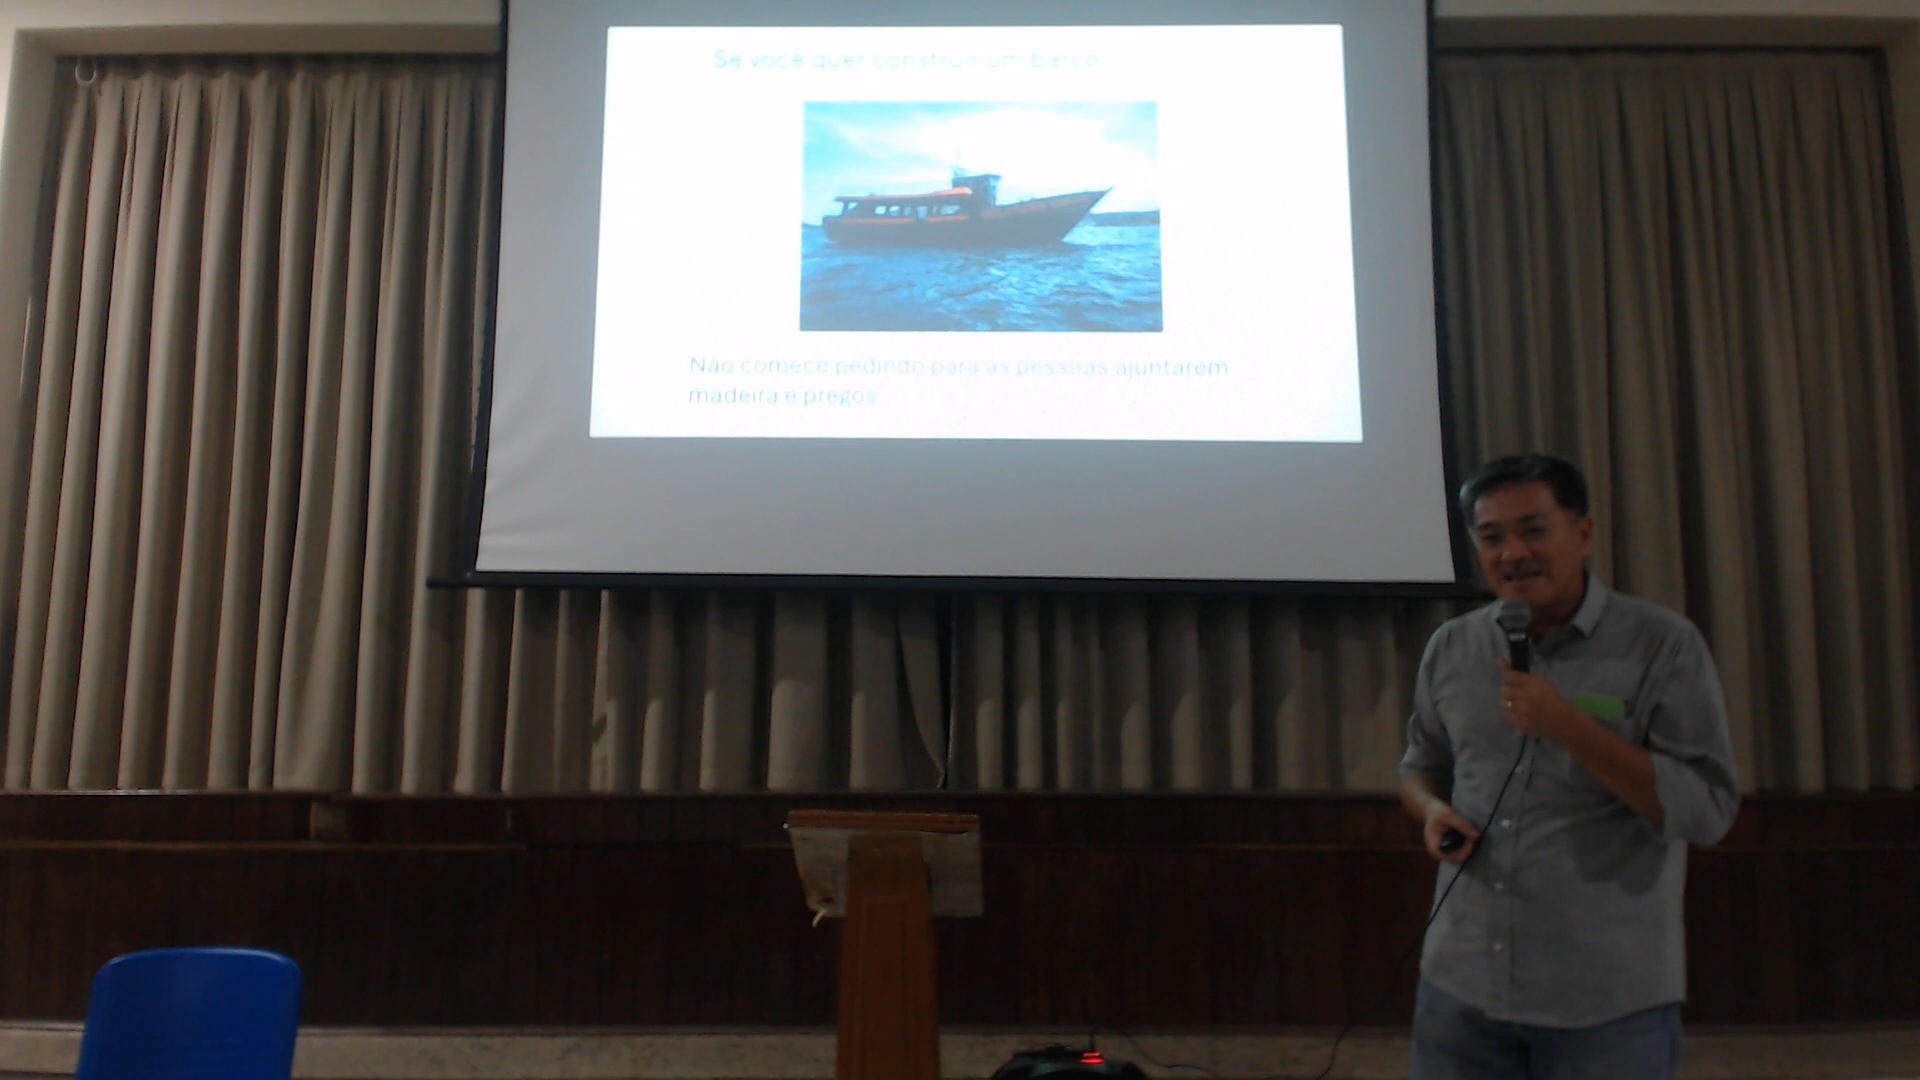 Se você quer construir um barco
Não comece pedindo para as pessoas ajuntarem
madeira e pregos.